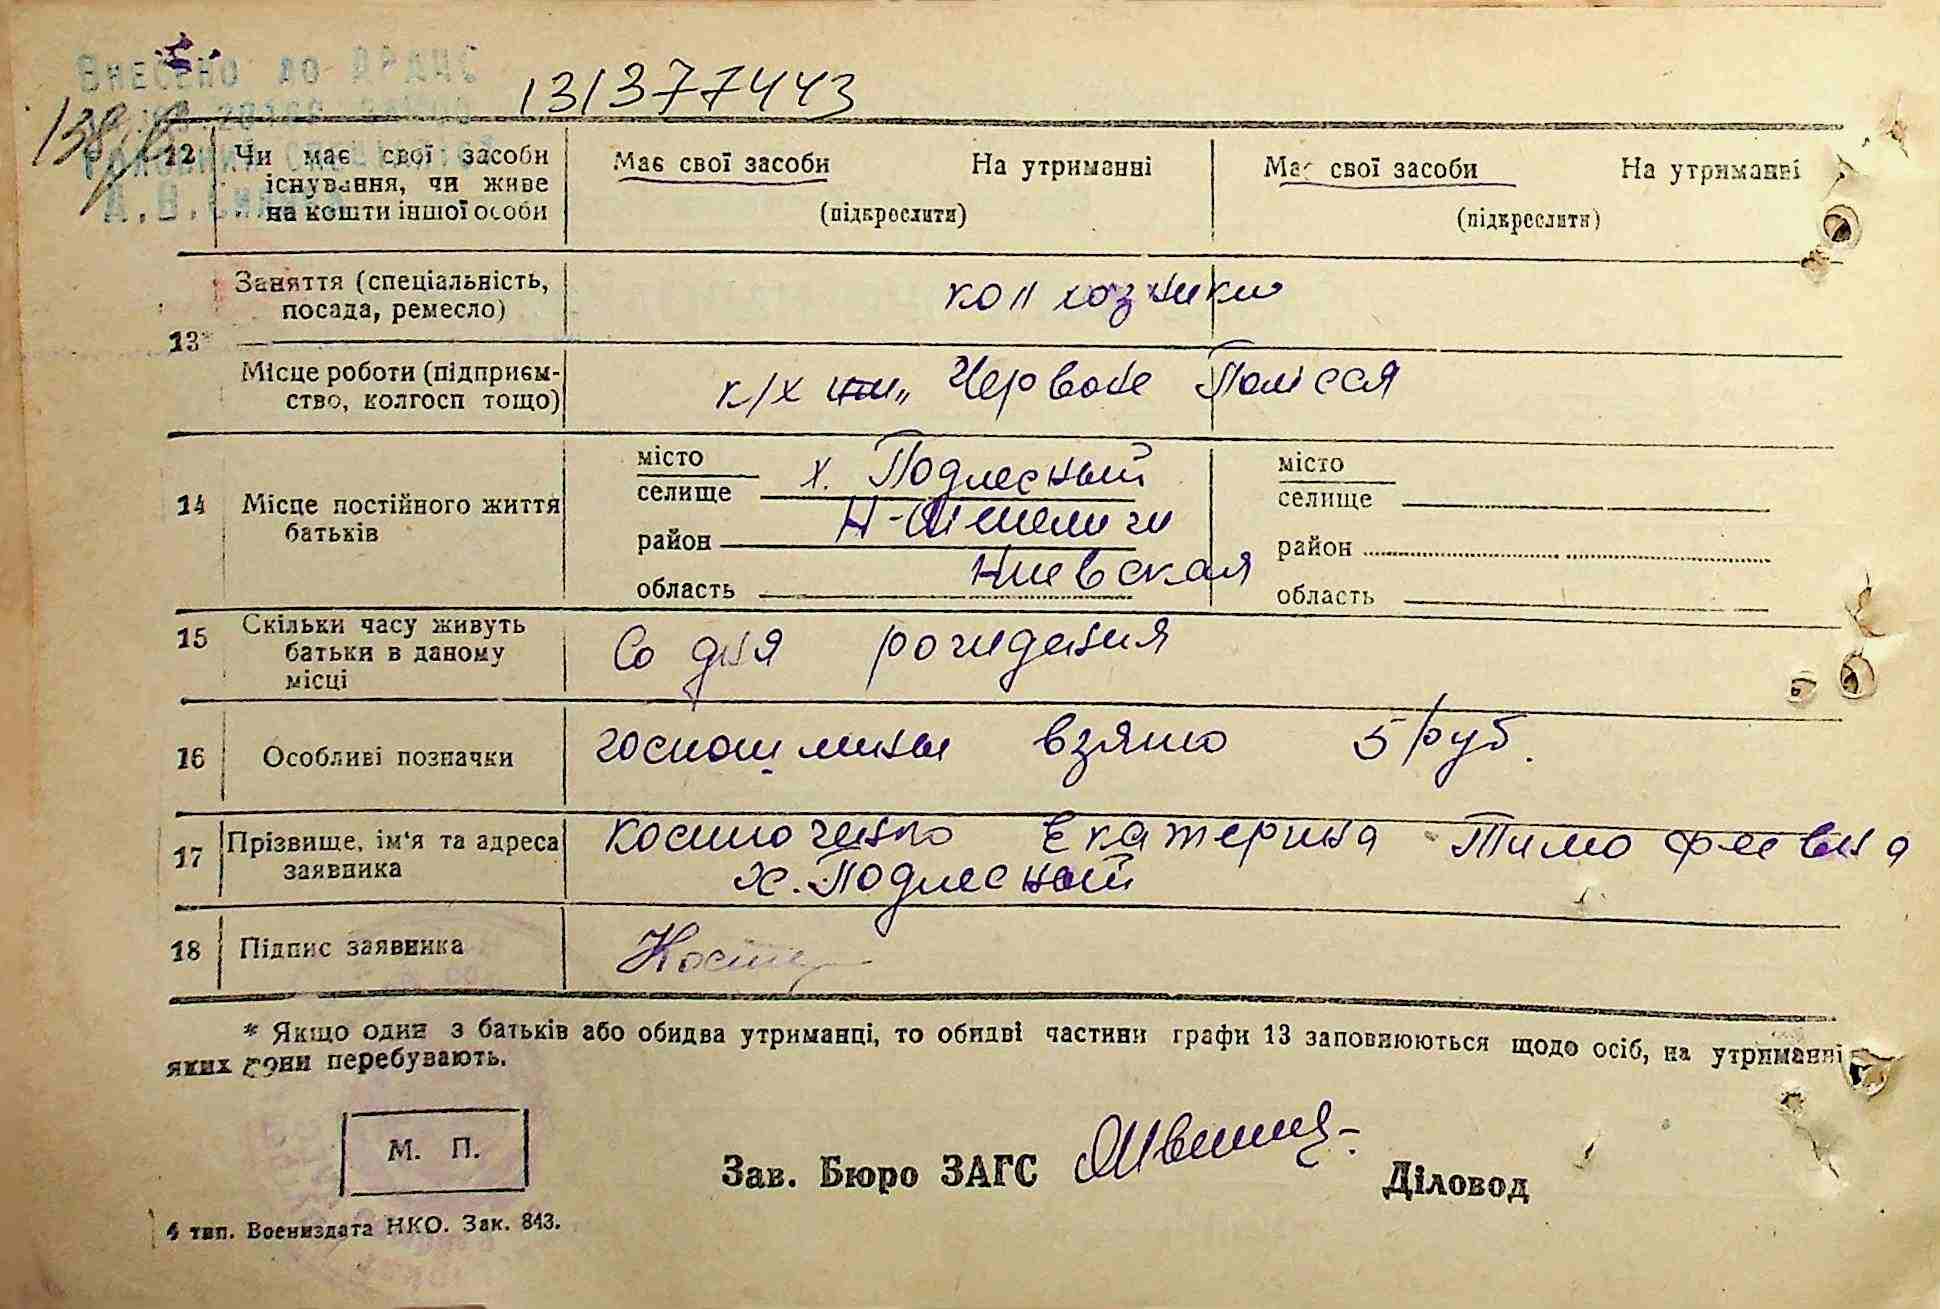 Внесено до
131377443
12 Чи має свої засоби існування, чи живе на кошти іншої особи
Має свої засоби На утриманні
(підкреслити)
Має свої засоби На утриманні
(підкреслити)
13*
Заняття (спеціальність, посада, ремесло)
колхозники
Місце роботи (підприємство, колгосп тощо)
к/х „Червоне Полісся
14 Місце постійного життя батьків
місто
селище х. Подлесный
район Н-Шепеличи
область Киевская
місто
селище
район
область
15 Скільки часу живуть батьки в даному місці
Со дня рождения
16 Особливі позначки
госпошлины взято 5 руб.
17 Прізвище, ім'я та адреса заявника
Костюченко Екатерина Тимофеевна
х. Подлесный
18 Підпис заявника
* Якщо один з батьків або обидва утриманці, то обидві частини графи 13 заповнюються щодо осіб, на утриманні
яких вони перебувають.
М. П.
Зав. Бюро ЗАГС
Діловод
4 тип. Воениздата НКО. Зак. 843.